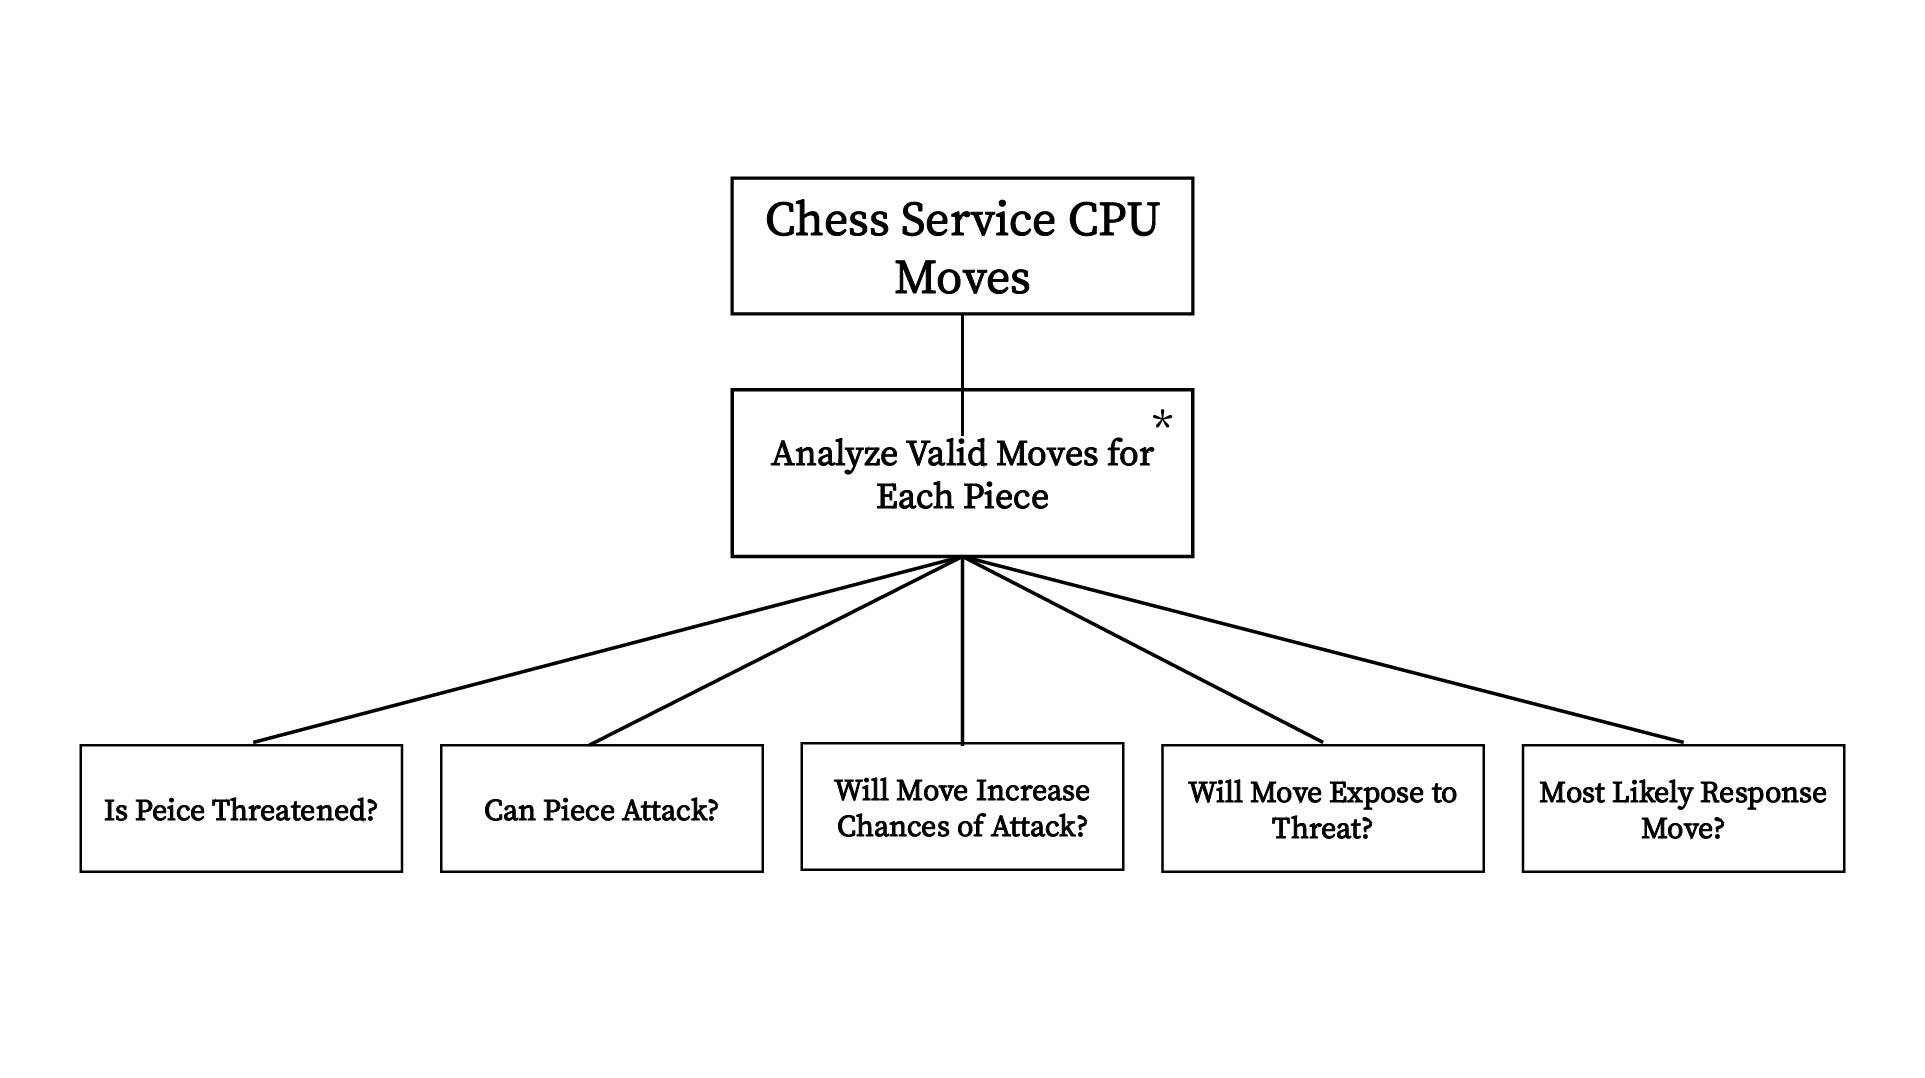 Chess Service CPU
Moves
*
Analyze Valid Moves for
Each Piece
Is Peice Threatened?
Can Piece Attack?
Will Move Increase
Chances of Attack?
Will Move Expose to
Threat?
Most Likely Response
Move?